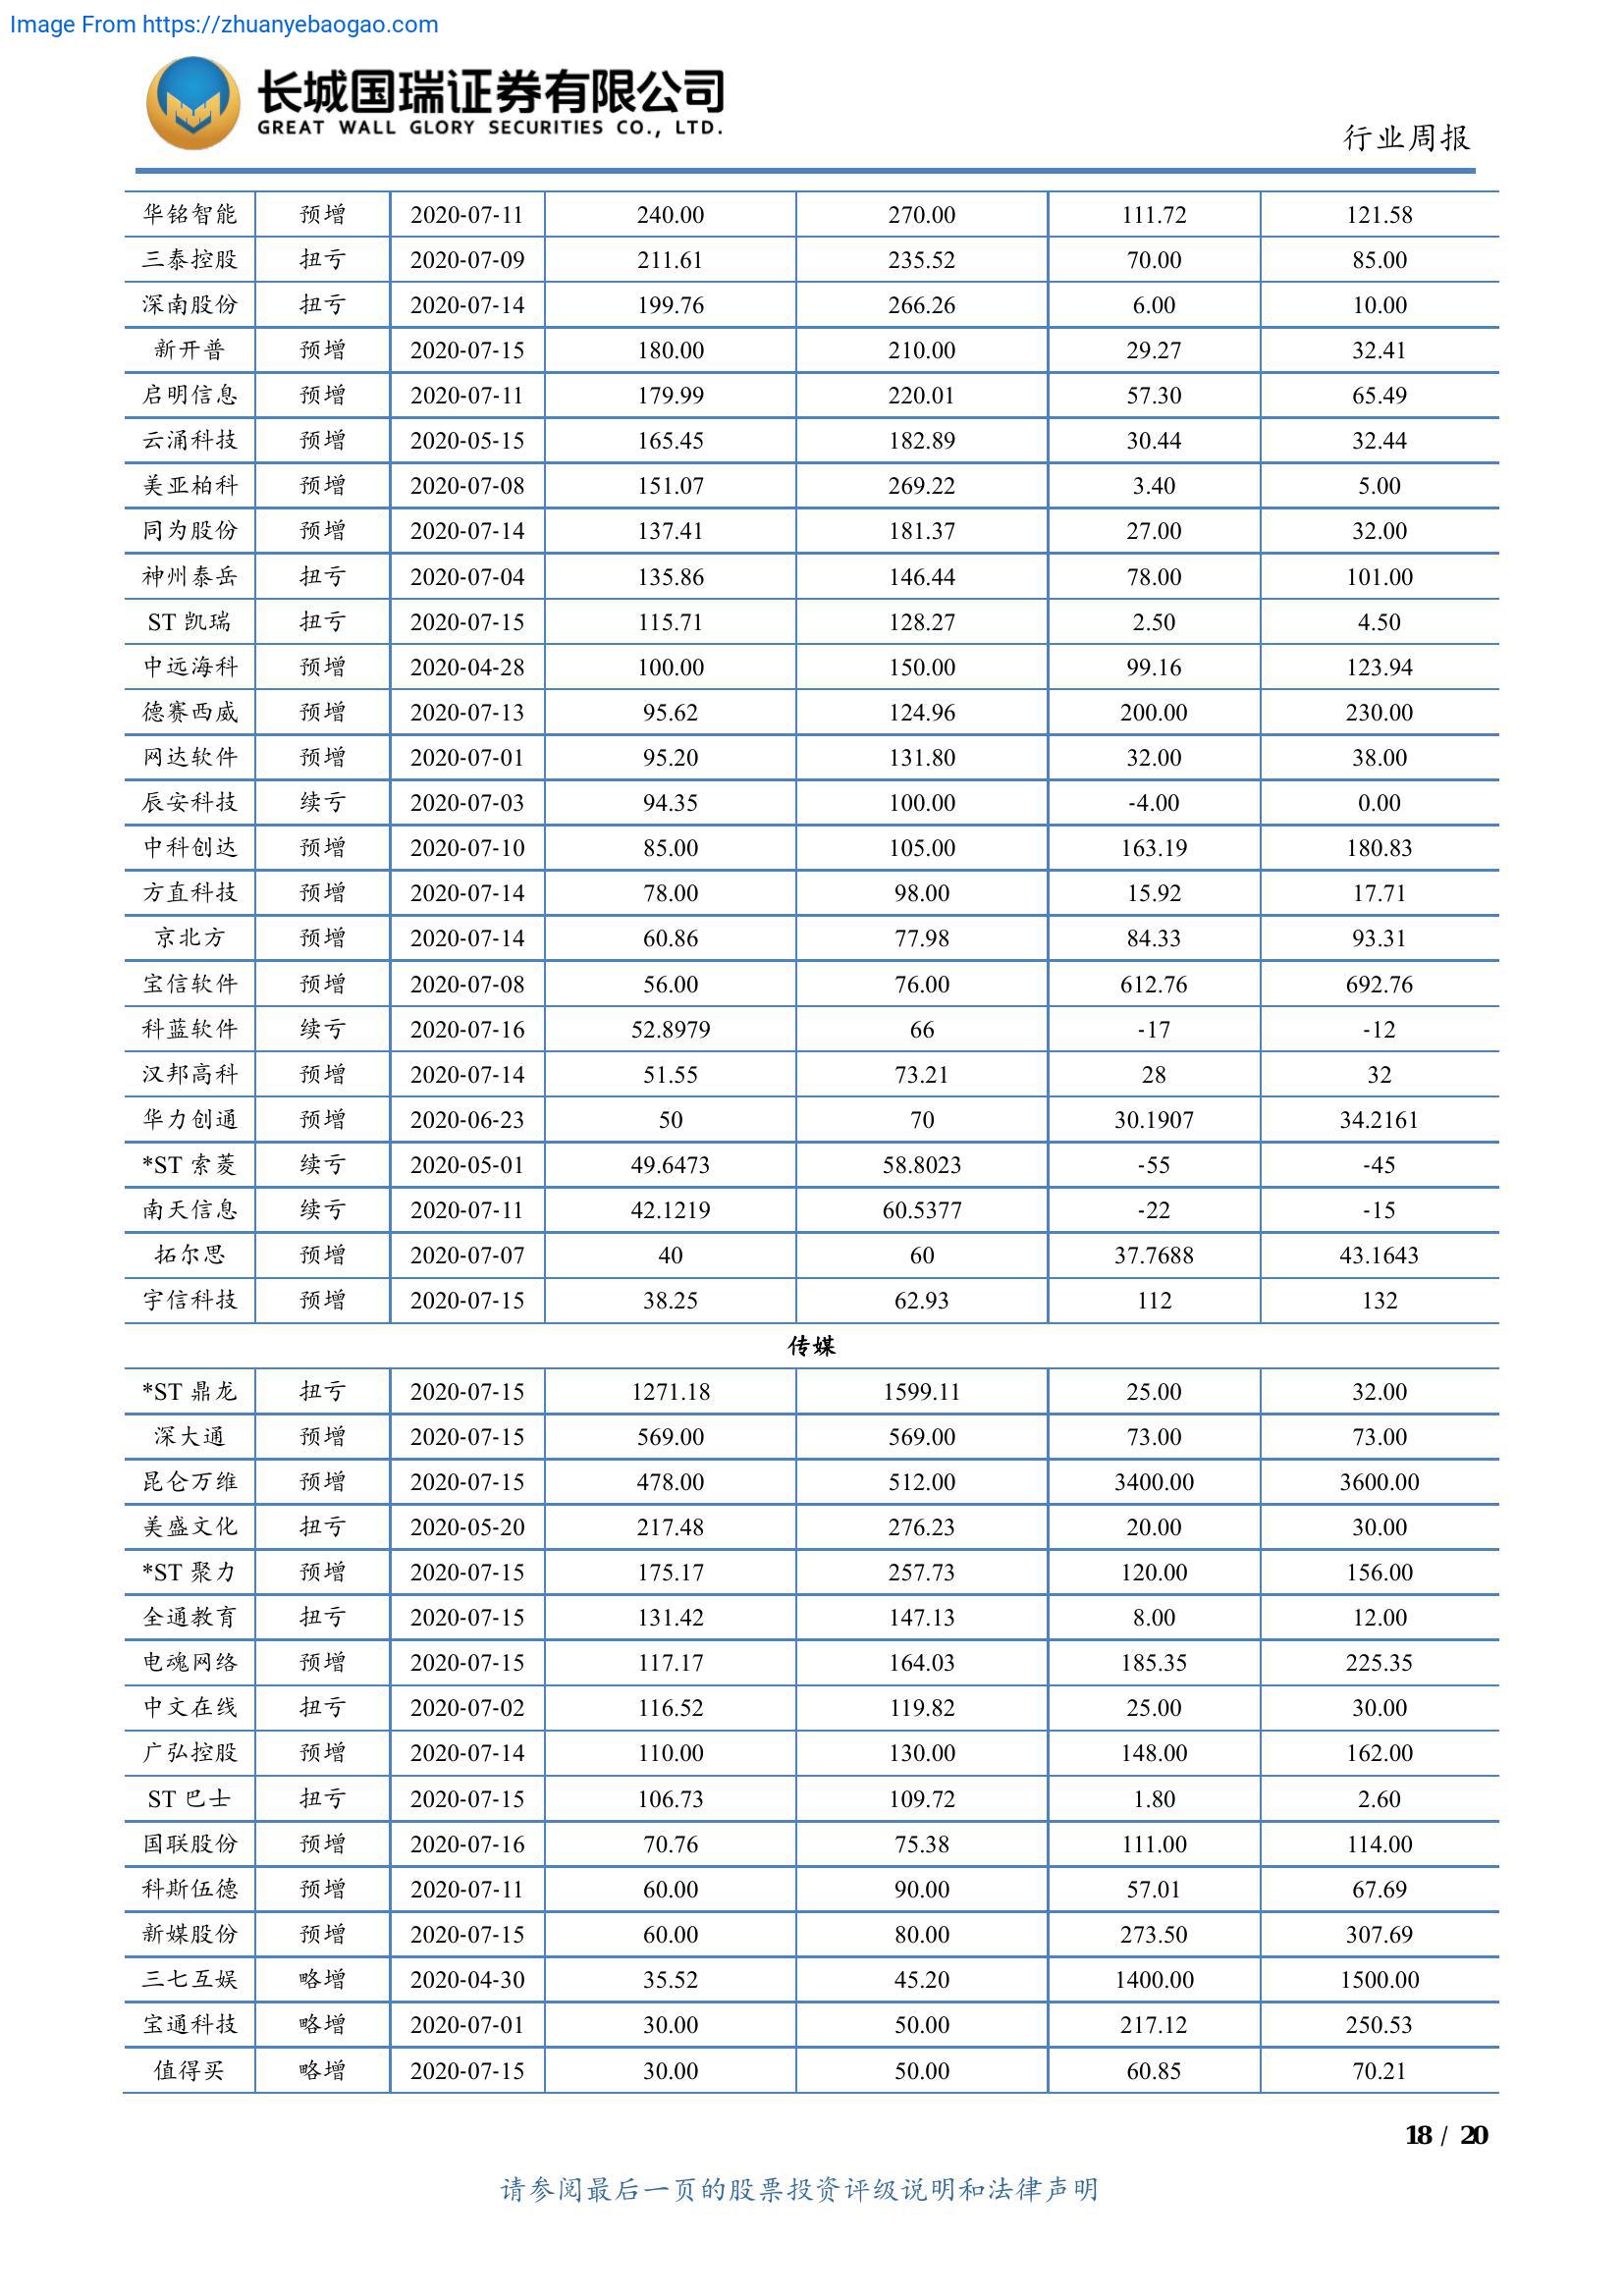 Image From https://zhuanyebaogao.com
长城国瑞证券有限公司
GREAT WALL GLORY SECURITIES CO., LTD.
行业周报
华铭智能 预增 2020-07-11 240.00 270.00 111.72 121.58
三泰控股 扭亏 2020-07-09 211.61 235.52 70.00 85.00
深南股份 扭亏 2020-07-14 199.76 266.26 6.00 10.00
新开普 预增 2020-07-15 180.00 210.00 29.27 32.41
启明信息 预增 2020-07-11 179.99 220.01 57.30 65.49
云涌科技 预增 2020-05-15 165.45 182.89 30.44 32.44
美亚柏科 预增 2020-07-08 151.07 269.22 3.40 5.00
同为股份 预增 2020-07-14 137.41 181.37 27.00 32.00
神州泰岳 扭亏 2020-07-04 135.86 146.44 78.00 101.00
ST 凯瑞 扭亏 2020-07-15 115.71 128.27 2.50 4.50
中远海科 预增 2020-04-28 100.00 150.00 99.16 123.94
德赛西威 预增 2020-07-13 95.62 124.96 200.00 230.00
网达软件 预增 2020-07-01 95.20 131.80 32.00 38.00
辰安科技 续亏 2020-07-03 94.35 100.00 -4.00 0.00
中科创达 预增 2020-07-10 85.00 105.00 163.19 180.83
方直科技 预增 2020-07-14 78.00 98.00 15.92 17.71
京北方 预增 2020-07-14 60.86 77.98 84.33 93.31
宝信软件 预增 2020-07-08 56.00 76.00 612.76 692.76
科蓝软件 续亏 2020-07-16 52.8979 66 -17 -12
汉邦高科 预增 2020-07-14 51.55 73.21 28 32
华力创通 预增 2020-06-23 50 70 30.1907 34.2161
*ST 索菱 续亏 2020-05-01 49.6473 58.8023 -55 -45
南天信息 续亏 2020-07-11 42.1219 60.5377 -22 -15
拓尔思 预增 2020-07-07 40 60 37.7688 43.1643
宇信科技 预增 2020-07-15 38.25 62.93 112 132
传媒
*ST 鼎龙 扭亏 2020-07-15 1271.18 1599.11 25.00 32.00
深大通 预增 2020-07-15 569.00 569.00 73.00 73.00
昆仑万维 预增 2020-07-15 478.00 512.00 3400.00 3600.00
美盛文化 扭亏 2020-05-20 217.48 276.23 20.00 30.00
*ST 聚力 预增 2020-07-15 175.17 257.73 120.00 156.00
全通教育 扭亏 2020-07-15 131.42 147.13 8.00 12.00
电魂网络 预增 2020-07-15 117.17 164.03 185.35 225.35
中文在线 扭亏 2020-07-02 116.52 119.82 25.00 30.00
广弘控股 预增 2020-07-14 110.00 130.00 148.00 162.00
ST 巴士 扭亏 2020-07-15 106.73 109.72 1.80 2.60
国联股份 预增 2020-07-16 70.76 75.38 111.00 114.00
科斯伍德 预增 2020-07-11 60.00 90.00 57.01 67.69
新媒股份 预增 2020-07-15 60.00 80.00 273.50 307.69
三七互娱 略增 2020-04-30 35.52 45.20 1400.00 1500.00
宝通科技 略增 2020-07-01 30.00 50.00 217.12 250.53
值得买 略增 2020-07-15 30.00 50.00 60.85 70.21
18 / 20
请参阅最后一页的股票投资评级说明和法律声明